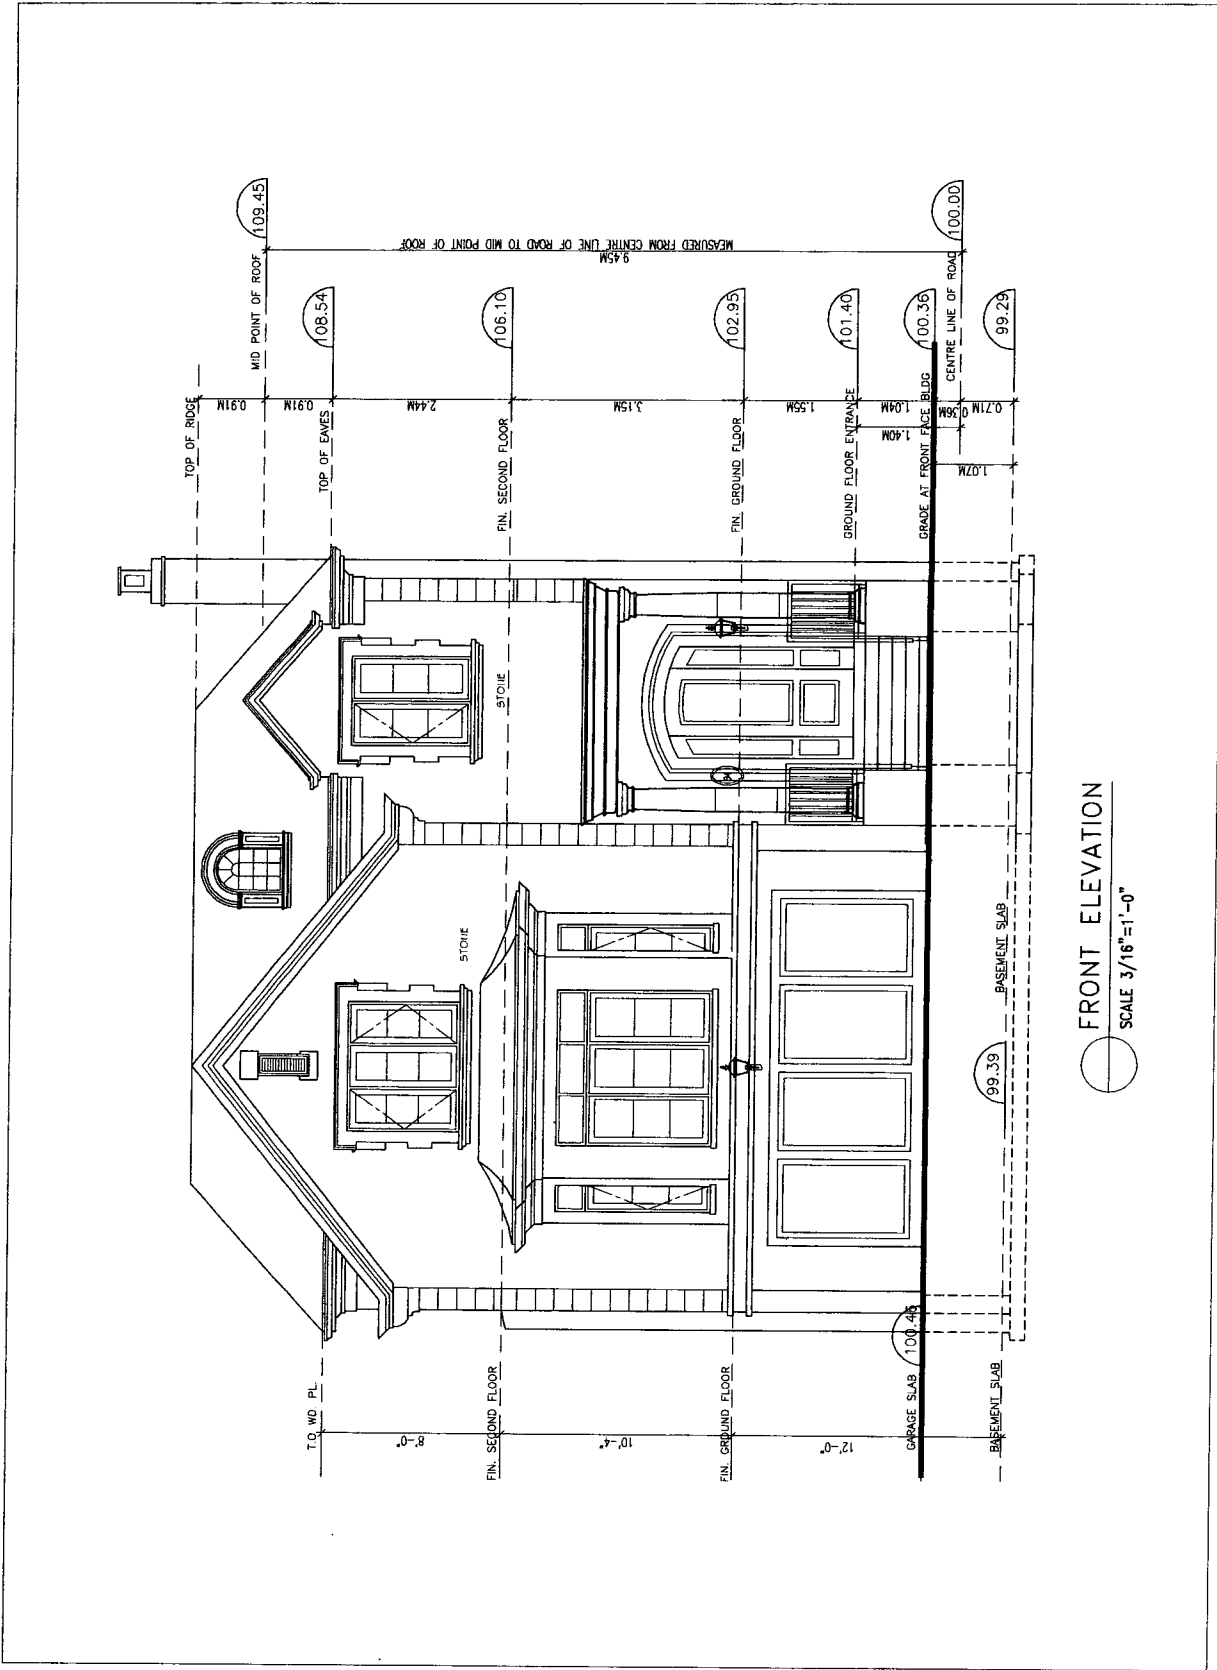 TOP OF RIDGE
MID POINT OF ROOF
109.45
0.91M
0.91M
TOP OF EAVES
108.54
MEASURED FROM CENTRE LINE OF ROAD TO MID POINT OF ROOF
9.45M
2.44M
FIN. SECOND FLOOR
106.10
3.15M
FIN. GROUND FLOOR
102.95
1.55M
GROUND FLOOR ENTRANCE
101.40
1.04M
1.40M
GRADE AT FRONT FACE BLDG
100.36
0.36M
CENTRE LINE OF ROAD
100.00
0.71M
1.07M
99.29
STONE
STONE
T.O. WD. PL.
8'-0"
FIN. SECOND FLOOR
10'-4"
FIN. GROUND FLOOR
12'-0"
GARAGE SLAB
BASEMENT SLAB
99.39
BASEMENT SLAB
FRONT ELEVATION
SCALE 3/16"=1'-0"